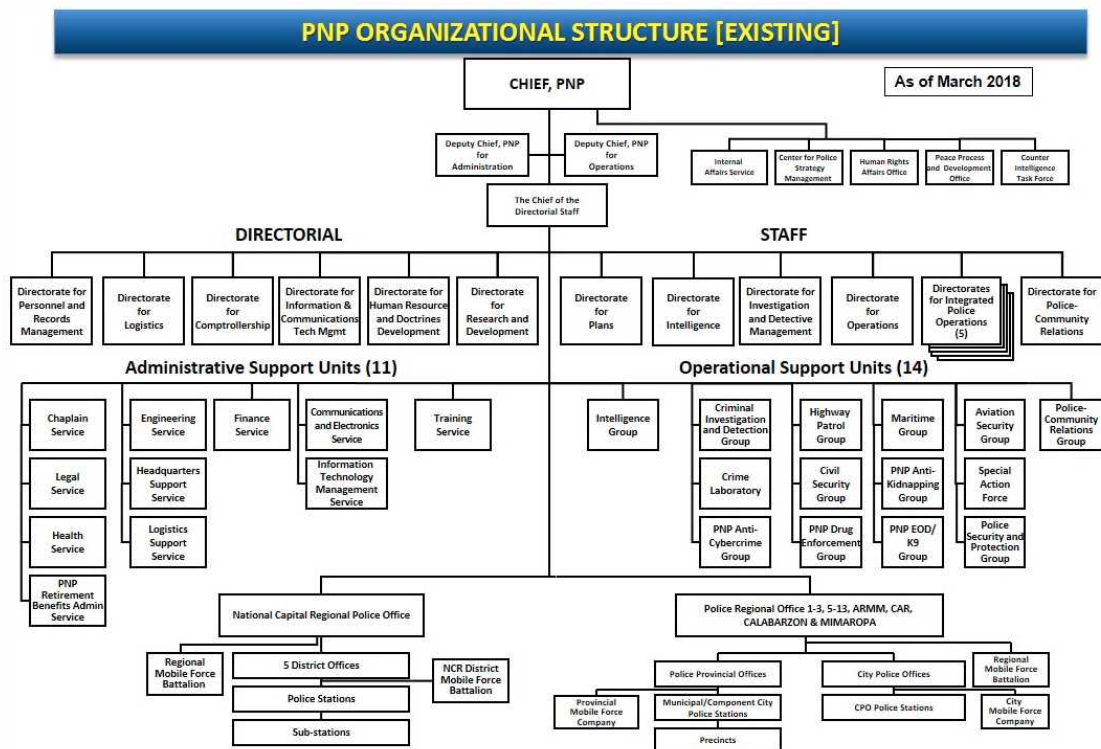 PNP ORGANIZATIONAL STRUCTURE [EXISTING]
CHIEF, PNP
As of March 2018
Deputy Chief, PNP
for
Administration
Deputy Chief, PNP
for
Operations
Internal
Affairs Service
Center for Police
Strategy
Management
Human Rights
Affairs Office
Peace Process
and Development
Office
Counter
Intelligence
Task Force
The Chief of the
Directorial Staff
DIRECTORIAL
STAFF
Directorate for
Personnel and
Records
Management
Directorate
for
Logistics
Directorate
for
Comptrollership
Directorate for
Information &
Communications
Tech Mgmt
Directorate for
Human Resource
and Doctrines
Development
Directorate
for
Research and
Development
Directorate
for
Plans
Directorate
for
Intelligence
Directorate for
Investigation
and Detective
Management
Directorate
for
Operations
Directorates
for Integrated
Police
Operations
(5)
Directorate for
Police-
Community
Relations
Administrative Support Units (11)
Operational Support Units (14)
Chaplain
Service
Engineering
Service
Finance
Service
Communications
and Electronics
Service
Training
Service
Intelligence
Group
Criminal
Investigation
and Detection
Group
Highway
Patrol
Group
Maritime
Group
Aviation
Security
Group
Police-
Community
Relations
Group
Legal
Service
Headquarters
Support
Service
Information
Technology
Management
Service
Crime
Laboratory
Civil
Security
Group
PNP Anti-
Kidnapping
Group
Special
Action
Force
Health
Service
Logistics
Support
Service
PNP Anti-
Cybercrime
Group
PNP Drug
Enforcement
Group
PNP EOD/
K9
Group
Police
Security and
Protection
Group
PNP
Retirement
Benefits Admin
Service
National Capital Regional Police Office
Police Regional Office 1-3, 5-13, ARMM, CAR,
CALABARZON & MIMAROPA
Regional
Mobile Force
Battalion
5 District Offices
NCR District
Mobile Force
Battalion
Police Stations
Sub-stations
Police Provincial Offices
City Police Offices
Regional
Mobile Force
Battalion
Provincial
Mobile Force
Company
Municipal/Component City
Police Stations
CPO Police Stations
City
Mobile Force
Company
Precincts